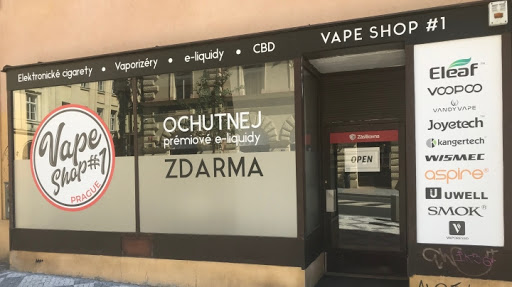 Elektronické cigarety • Vaporizéry • e-liquidy • CBD
VAPE SHOP #1
Vape
Shop #1
PRAGUE
OCHUTNEJ
prémiové e-liquidy
ZDARMA
Zásilkovna
OPEN
Eleaf
VOOPOO
VANDY VAPE
Joyetech
kangertech
WISMEC
aspire
UWELL
SMOK